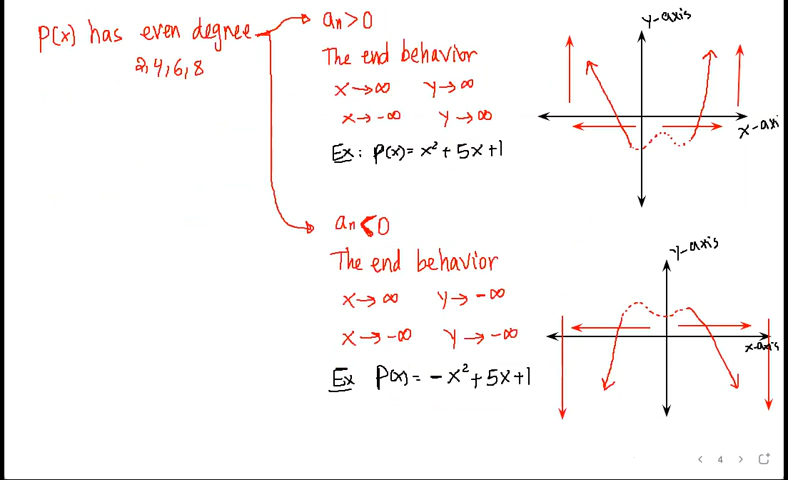 P(x) has even degree
2,4,6,8
an>0
The end behavior
x→∞ y→∞
x→-∞ y→∞
Ex: P(x)=x²+5x+1
y-axis
x-axi
an<0
The end behavior
x→∞ y→-∞
x→-∞ y→-∞
Ex P(x)=-x²+5x+1
y-axis
x-axis
< 4 >